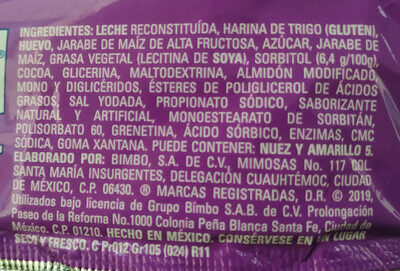 INGREDIENTES: LECHE RECONSTITUÍDA, HARINA DE TRIGO (GLUTEN),
HUEVO, JARABE DE MAÍZ DE ALTA FRUCTOSA, AZÚCAR, JARABE DE
MAÍZ, GRASA VEGETAL (LECITINA DE SOYA), SORBITOL (6,4 g/100g),
COCOA, GLICERINA, MALTODEXTRINA, ALMIDÓN MODIFICADO,
MONO Y DIGLICÉRIDOS, ÉSTERES DE POLIGLICEROL DE ÁCIDOS
GRASOS, SAL YODADA, PROPIONATO SÓDICO, SABORIZANTE
NATURAL Y ARTIFICIAL, MONOESTEARATO DE SORBITÁN,
POLISORBATO 60, GRENETINA, ÁCIDO SÓRBICO, ENZIMAS, CMC
SÓDICA, GOMA XANTANA. PUEDE CONTENER: NUEZ Y AMARILLO 5.
ELABORADO POR: BIMBO, S.A. DE C.V., MIMOSAS No. 117 COL.
SANTA MARÍA INSURGENTES, DELEGACIÓN CUAUHTÉMOC, CIUDAD
DE MÉXICO, C.P. 06430. ® MARCAS REGISTRADAS, D.R. © 2019,
Utilizados bajo licencia de Grupo Bimbo S.A.B. de C.V. Prolongación
Paseo de la Reforma No.1000 Colonia Peña Blanca Santa Fe, Ciudad de
México, C.P. 01210. HECHO EN MÉXICO. CONSÉRVESE EN UN LUGAR
SECO Y FRESCO. C Pr012 Gr105 (024) R11